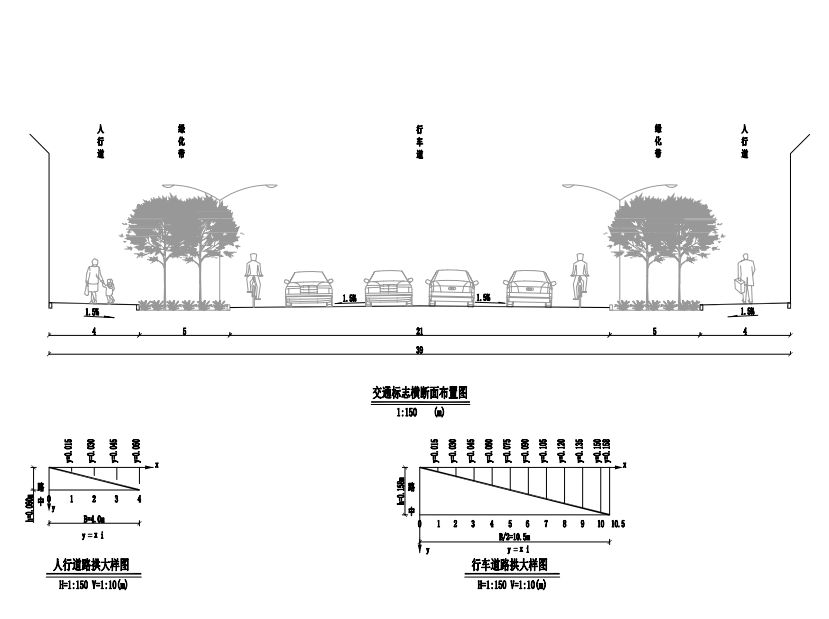 人行道
绿化带
行车道
绿化带
人行道
1.5%
1.5%
1.5%
1.5%
4 5 21 5 4
39
交通标志横断面布置图
1:150 (m)
y=0.015 y=0.030 y=0.045 y=0.060
x
h=0.060m
0 1 2 3 4
y
B=4.0m
y=xi
人行道路拱大样图
H=1:150 V=1:10(m)
y=0.015 y=0.030 y=0.045 y=0.060 y=0.075 y=0.090 y=0.105 y=0.120 y=0.135 y=0.150 y=0.158
x
h=0.158m
0 1 2 3 4 5 6 7 8 9 10 10.5
B/2=10.5m
y
y=xi
行车道路拱大样图
H=1:150 V=1:10(m)